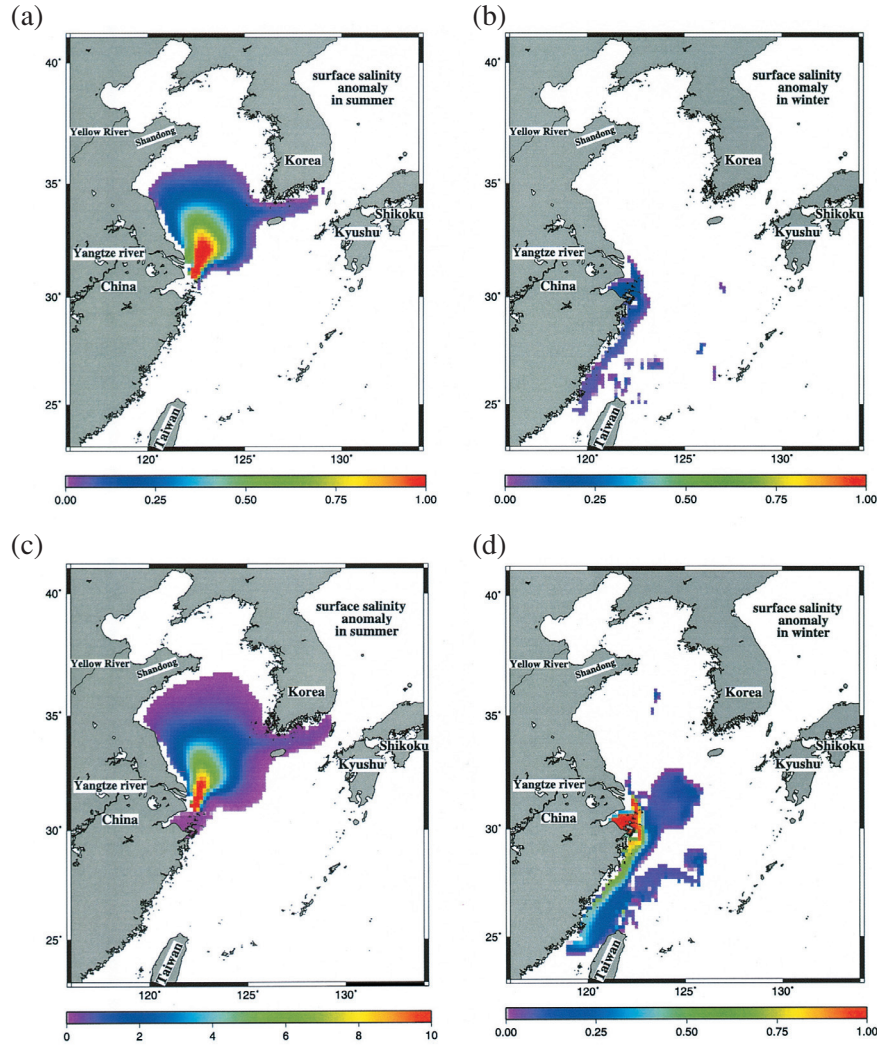 (a)
surface salinity
anomaly
in summer
40°
Yellow River
Shandong
Korea
35°
Shikoku
Kyushu
Yangtze river
China
30°
25°
Taiwan
120°
125°
130°
0.00
0.25
0.50
0.75
1.00
(b)
surface salinity
anomaly
in winter
40°
Yellow River
Shandong
Korea
35°
Shikoku
Kyushu
Yangtze river
China
30°
25°
Taiwan
120°
125°
130°
0.00
0.25
0.50
0.75
1.00
(c)
surface salinity
anomaly
in summer
40°
Yellow River
Shandong
Korea
35°
Shikoku
Kyushu
Yangtze river
China
30°
25°
Taiwan
120°
125°
130°
0
2
4
6
8
10
(d)
surface salinity
anomaly
in winter
40°
Yellow River
Shandong
Korea
35°
Shikoku
Kyushu
Yangtze river
China
30°
25°
Taiwan
120°
125°
130°
0.00
0.25
0.50
0.75
1.00